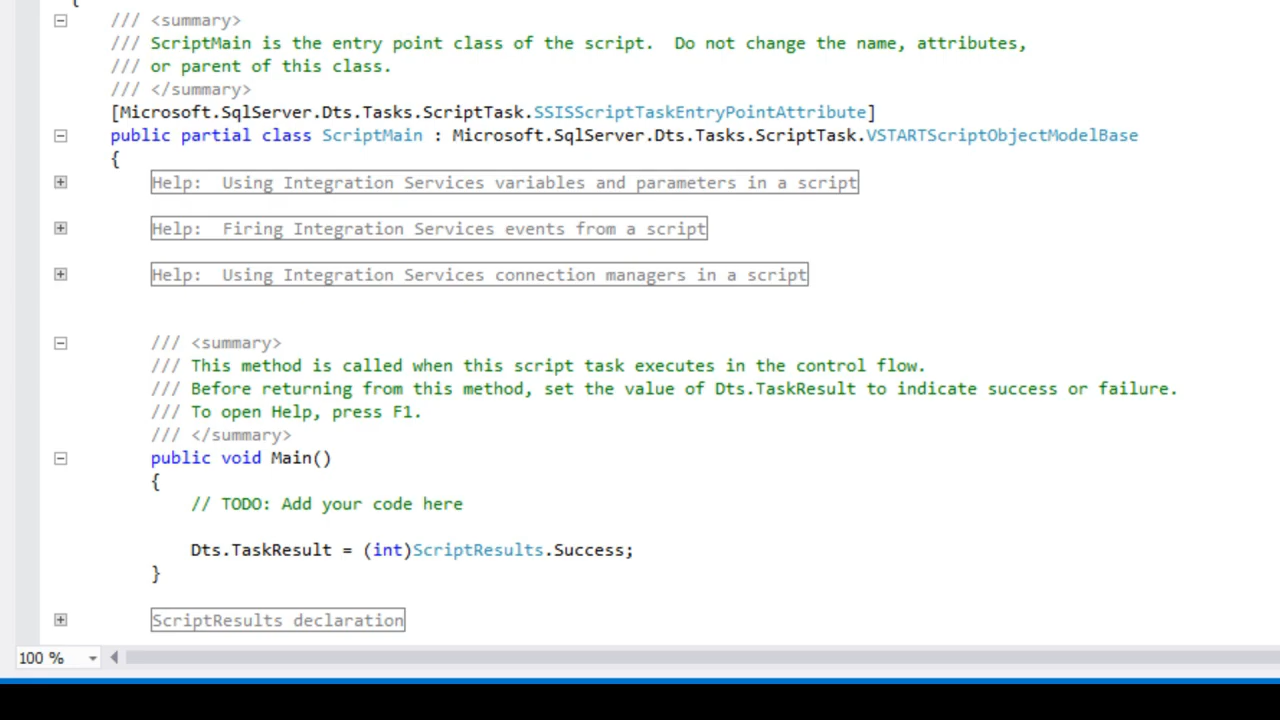 {
/// <summary>
/// ScriptMain is the entry point class of the script.  Do not change the name, attributes,
/// or parent of this class.
/// </summary>
[Microsoft.SqlServer.Dts.Tasks.ScriptTask.SSISScriptTaskEntryPointAttribute]
public partial class ScriptMain : Microsoft.SqlServer.Dts.Tasks.ScriptTask.VSTARTScriptObjectModelBase
{
Help:  Using Integration Services variables and parameters in a script
Help:  Firing Integration Services events from a script
Help:  Using Integration Services connection managers in a script
/// <summary>
/// This method is called when this script task executes in the control flow.
/// Before returning from this method, set the value of Dts.TaskResult to indicate success or failure.
/// To open Help, press F1.
/// </summary>
public void Main()
{
// TODO: Add your code here
Dts.TaskResult = (int)ScriptResults.Success;
}
ScriptResults declaration
100 %